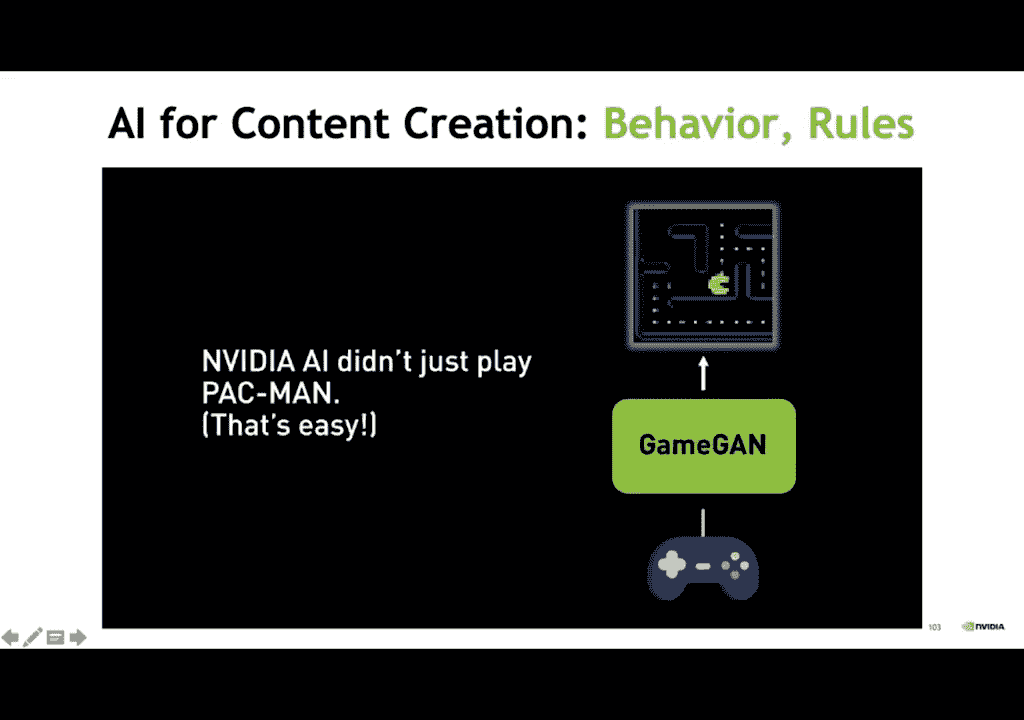 AI for Content Creation: Behavior, Rules
NVIDIA AI didn't just play
PAC-MAN.
(That's easy!)
GameGAN
103
NVIDIA